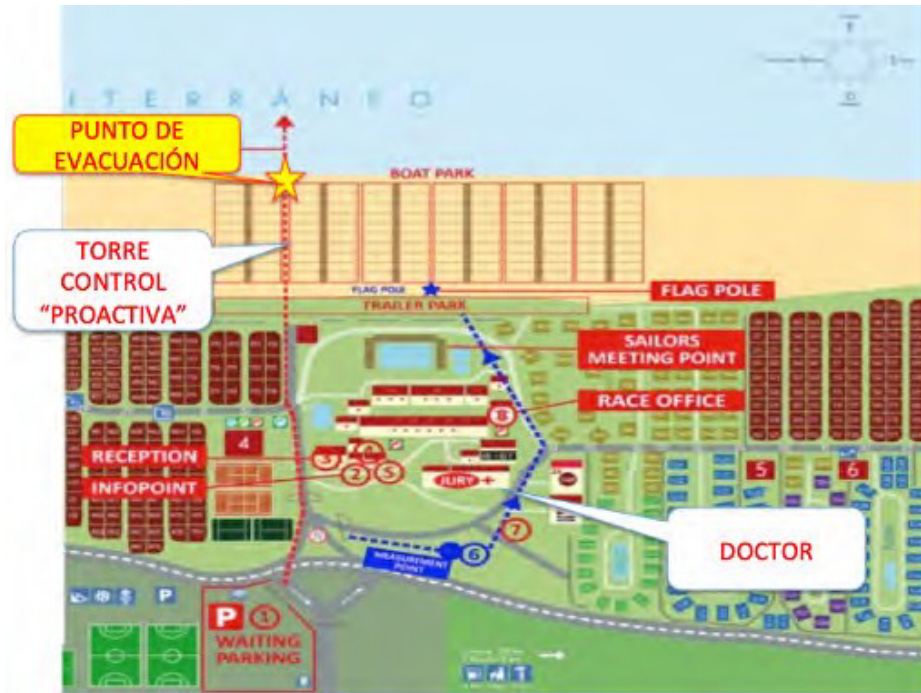 ITERRÁNEO
PUNTO DE
EVACUACIÓN
BOAT PARK
TORRE
CONTROL
“PROACTIVA”
FLAG POLE
FLAG POLE
TRAILER PARK
SAILORS
MEETING POINT
8
RACE OFFICE
4
RECEPTION
3
INFOPOINT
2
5
JURY +
5
6
7
DOCTOR
6
MEASUREMENT
POINT
P
P
1
WAITING
PARKING